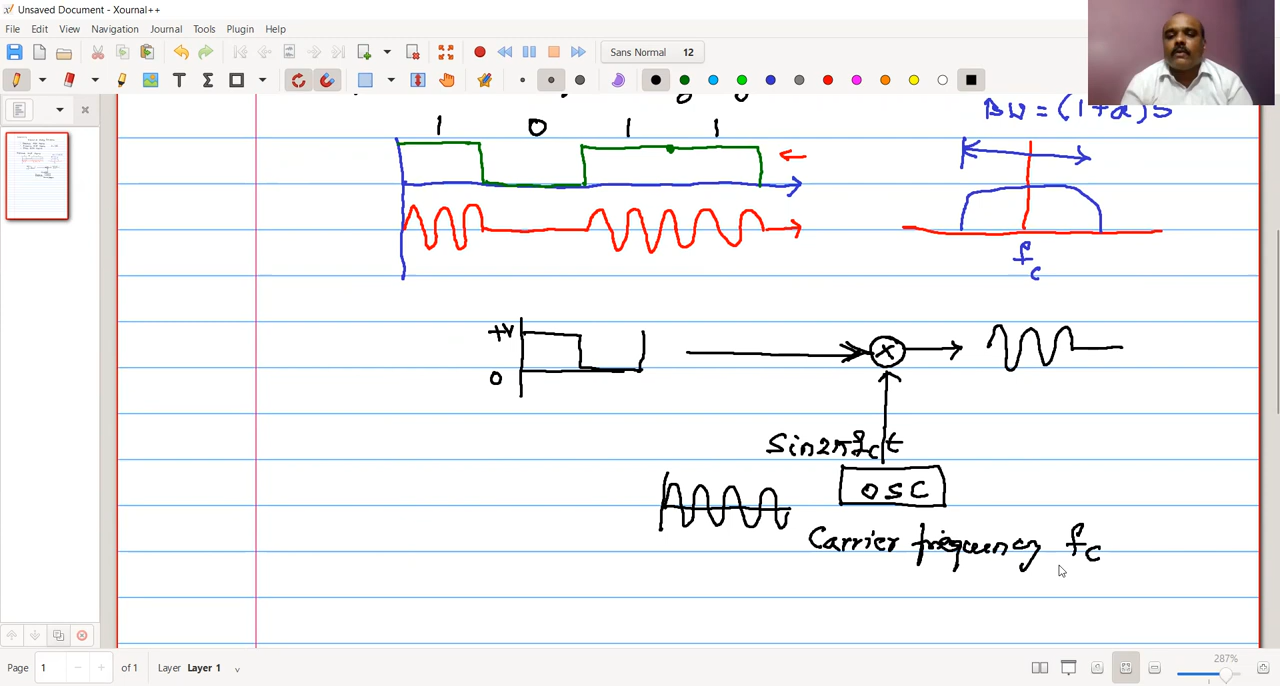 Unsaved Document - Xournal++
File Edit View Navigation Journal Tools Plugin Help
Sans Normal 12
BW = (1+d)S
1 0 1 1
fc
+V
0
X
Sin2πfct
OSC
Carrier frequency fc
287%
Page 1 of 1 Layer Layer 1